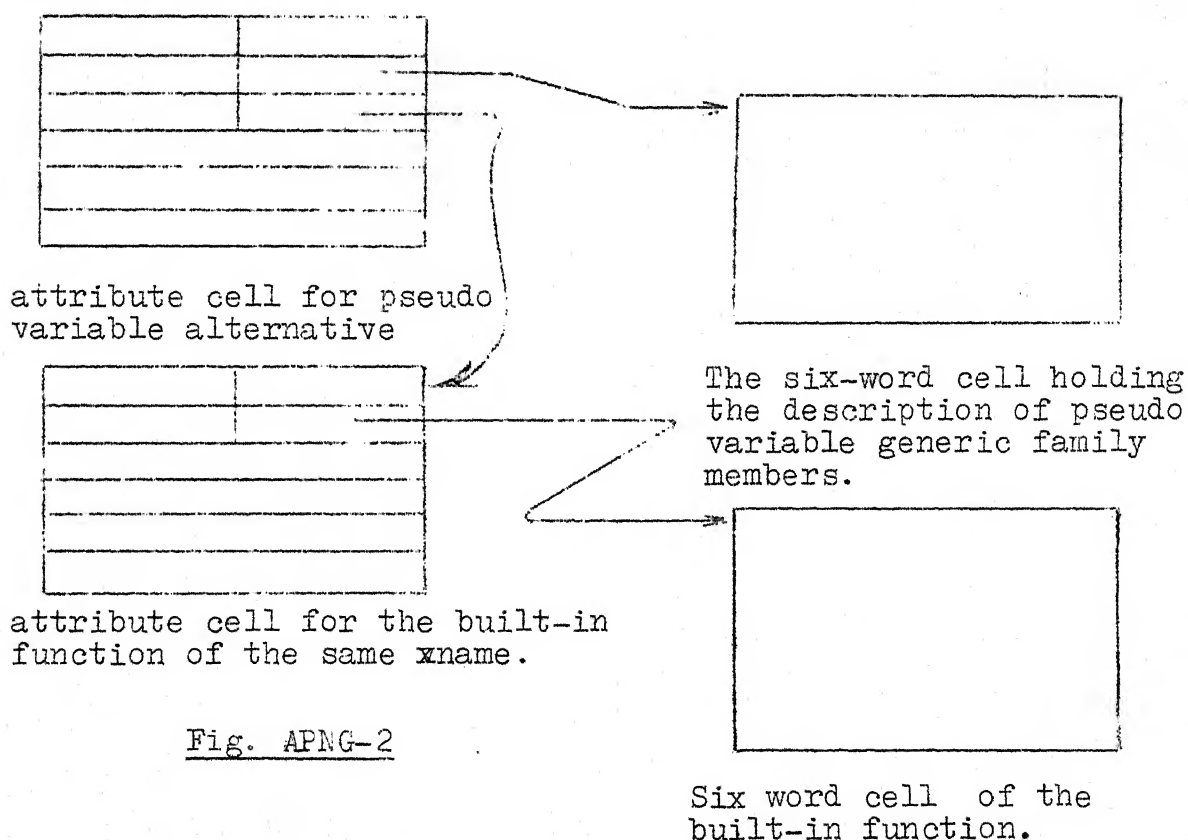 attribute cell for pseudo
variable alternative
The six-word cell holding
the description of pseudo
variable generic family
members.
attribute cell for the built-in
function of the same xname.
Fig. APNG-2
Six word cell of the
built-in function.